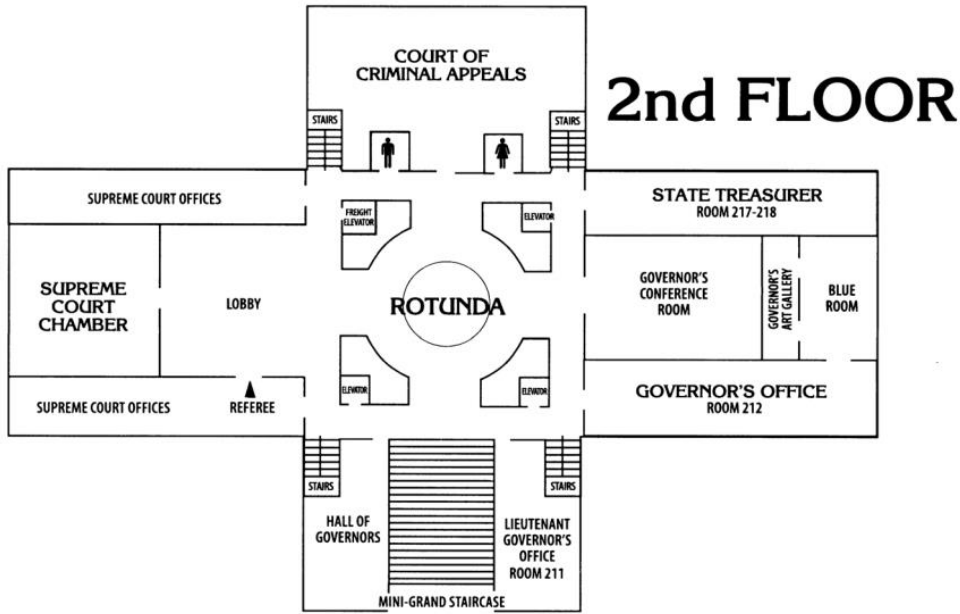 COURT OF
CRIMINAL APPEALS
2nd FLOOR
STAIRS
STAIRS
SUPREME COURT OFFICES
STATE TREASURER
ROOM 217-218
FREIGHT
ELEVATOR
ELEVATOR
SUPREME
COURT
CHAMBER
LOBBY
ROTUNDA
GOVERNOR'S
CONFERENCE
ROOM
GOVERNOR'S
ART GALLERY
BLUE
ROOM
SUPREME COURT OFFICES
REFEREE
ELEVATOR
ELEVATOR
GOVERNOR'S OFFICE
ROOM 212
STAIRS
STAIRS
HALL OF
GOVERNORS
LIEUTENANT
GOVERNOR'S
OFFICE
ROOM 211
MINI-GRAND STAIRCASE